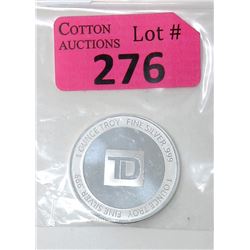 COTTON AUCTIONS
Lot #
276
1 OUNCE TROY FINE SILVER .999
1 OUNCE TROY FINE SILVER .999
TD